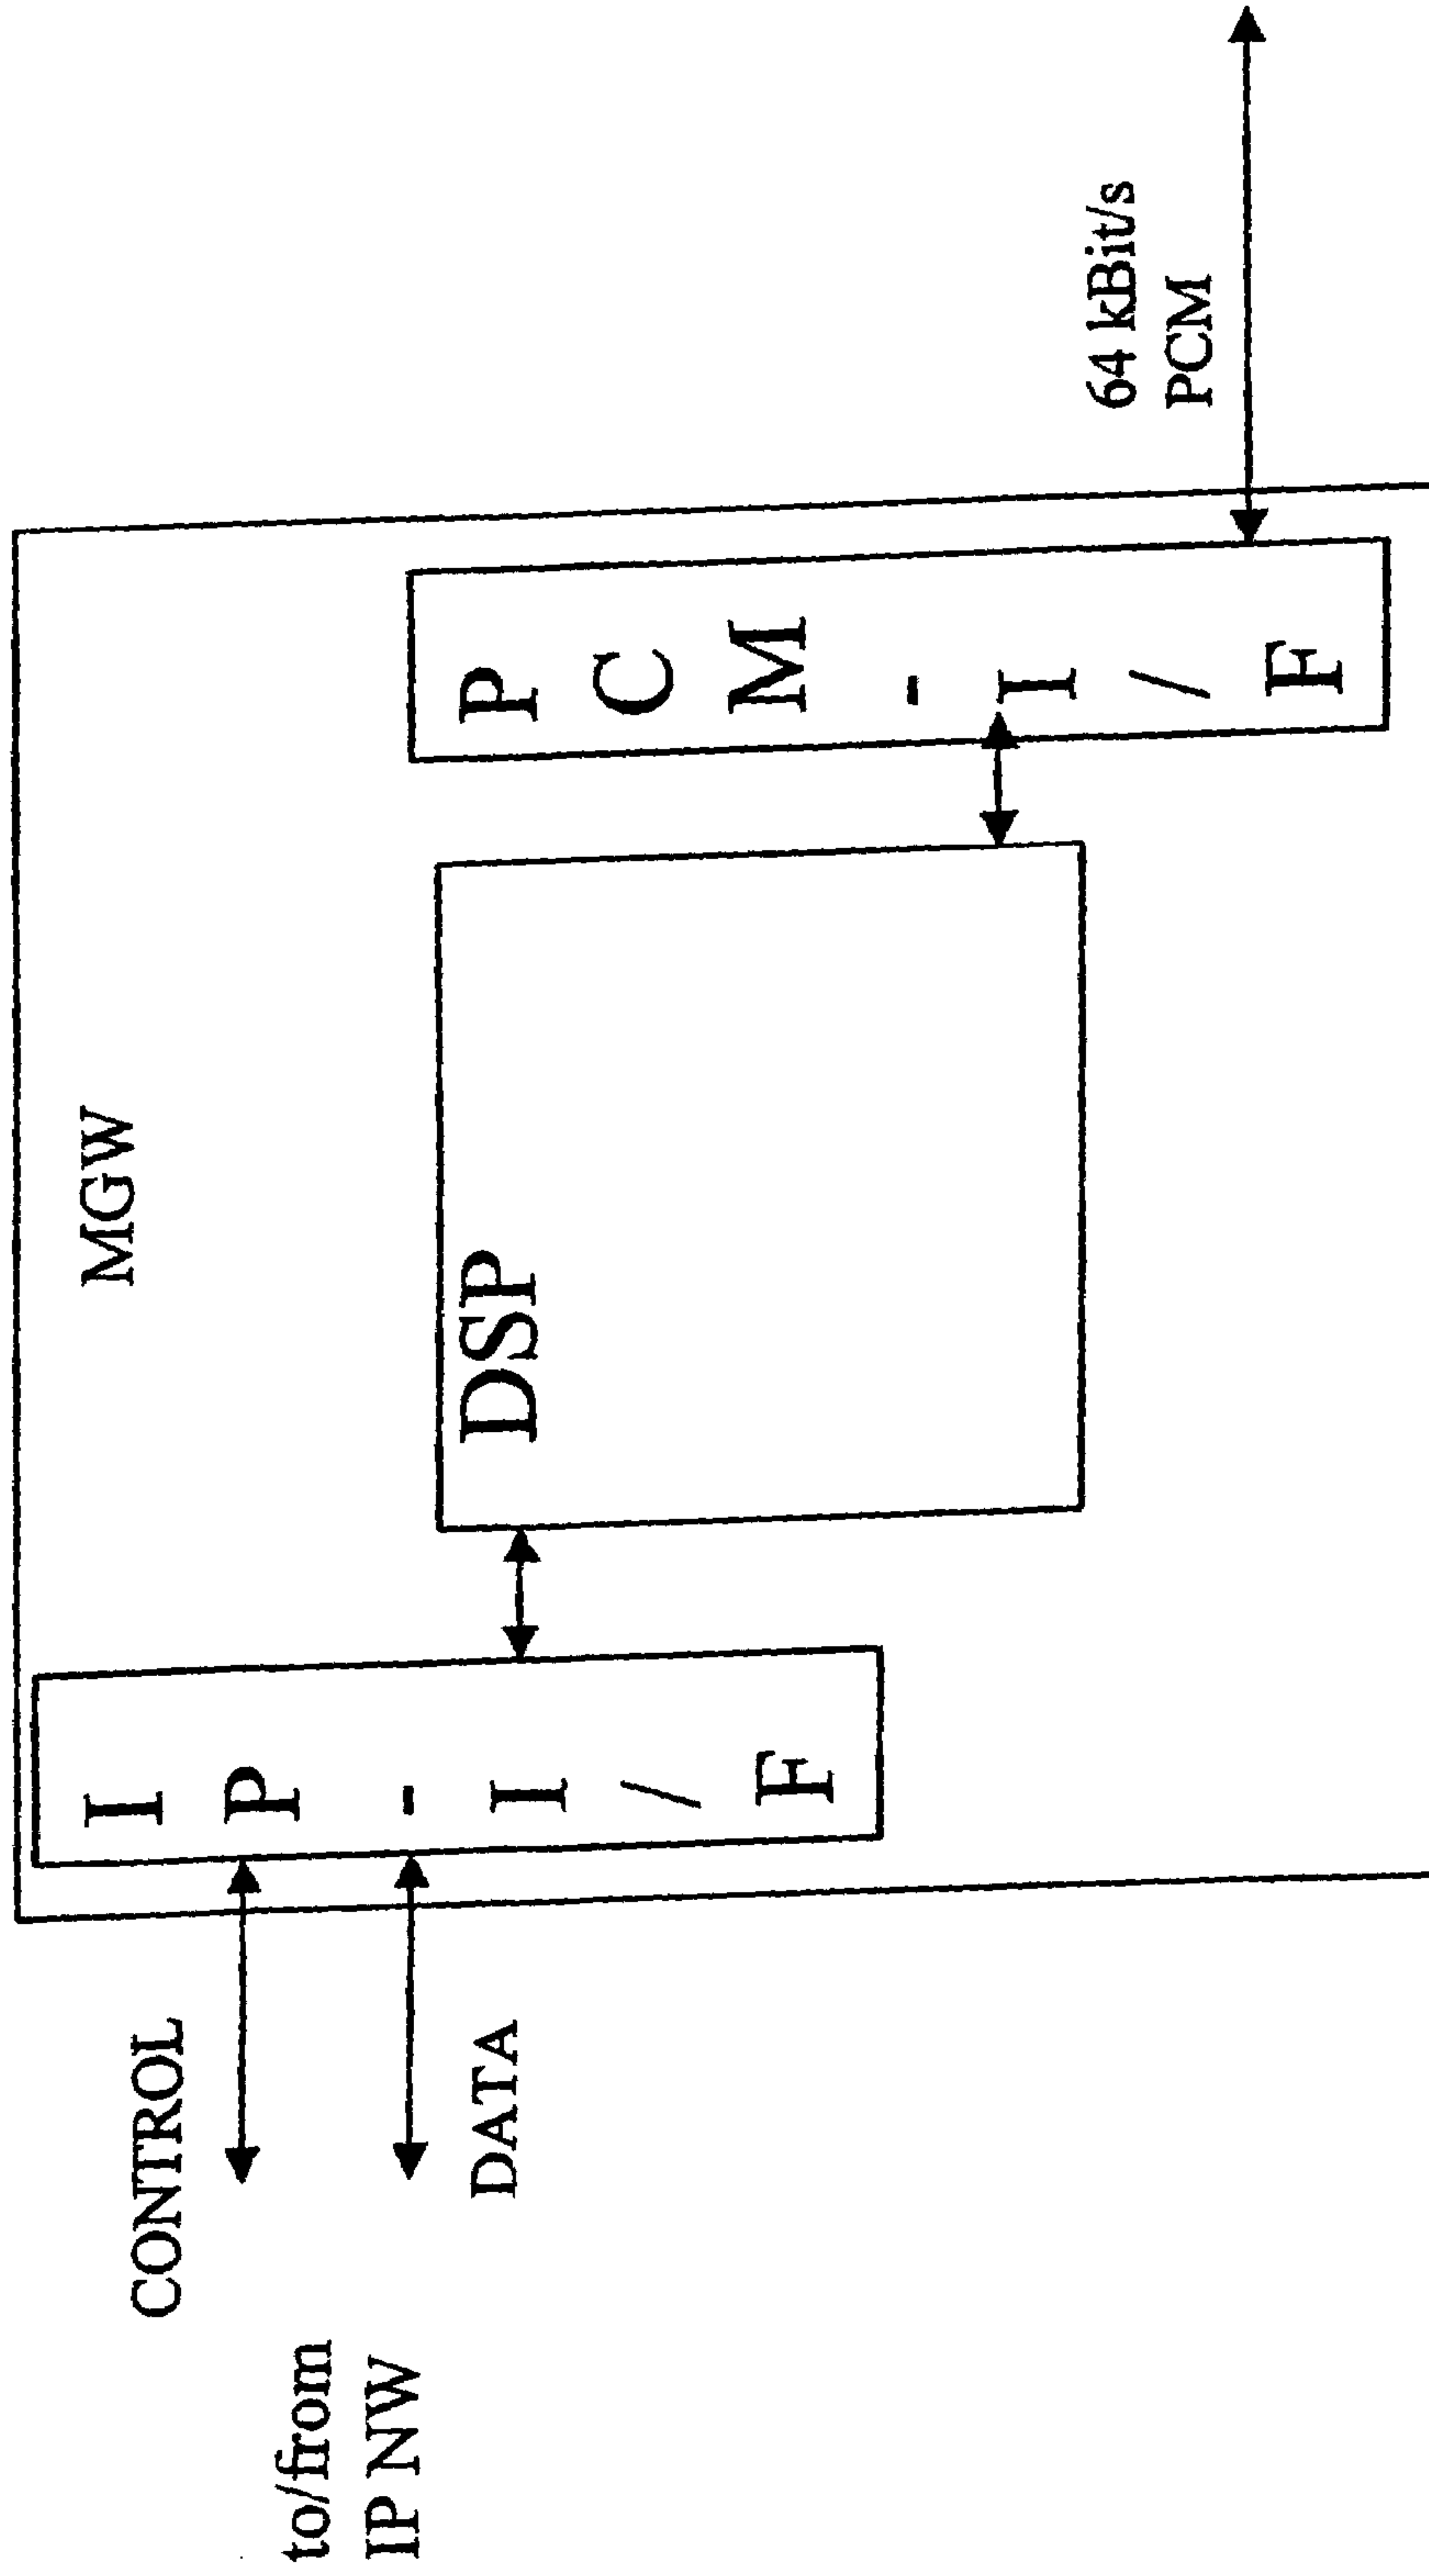 MGW
CONTROL
to/from
IP NW
DATA
IP-I/F
DSP
PCM-I/F
64 kBit/s
PCM